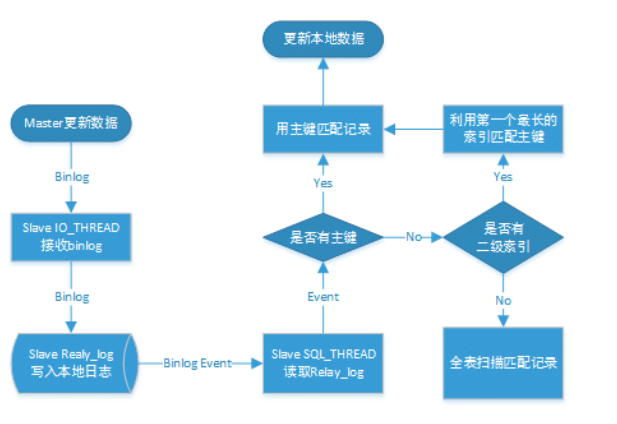 更新本地数据
Master更新数据
Binlog
Slave IO_THREAD
接收binlog
Binlog
Slave Realy_log
写入本地日志
Binlog Event
Slave SQL_THREAD
读取Relay_log
Event
是否有主键
Yes
用主键匹配记录
No
是否有
二级索引
Yes
利用第一个最长的
索引匹配主键
No
全表扫描匹配记录